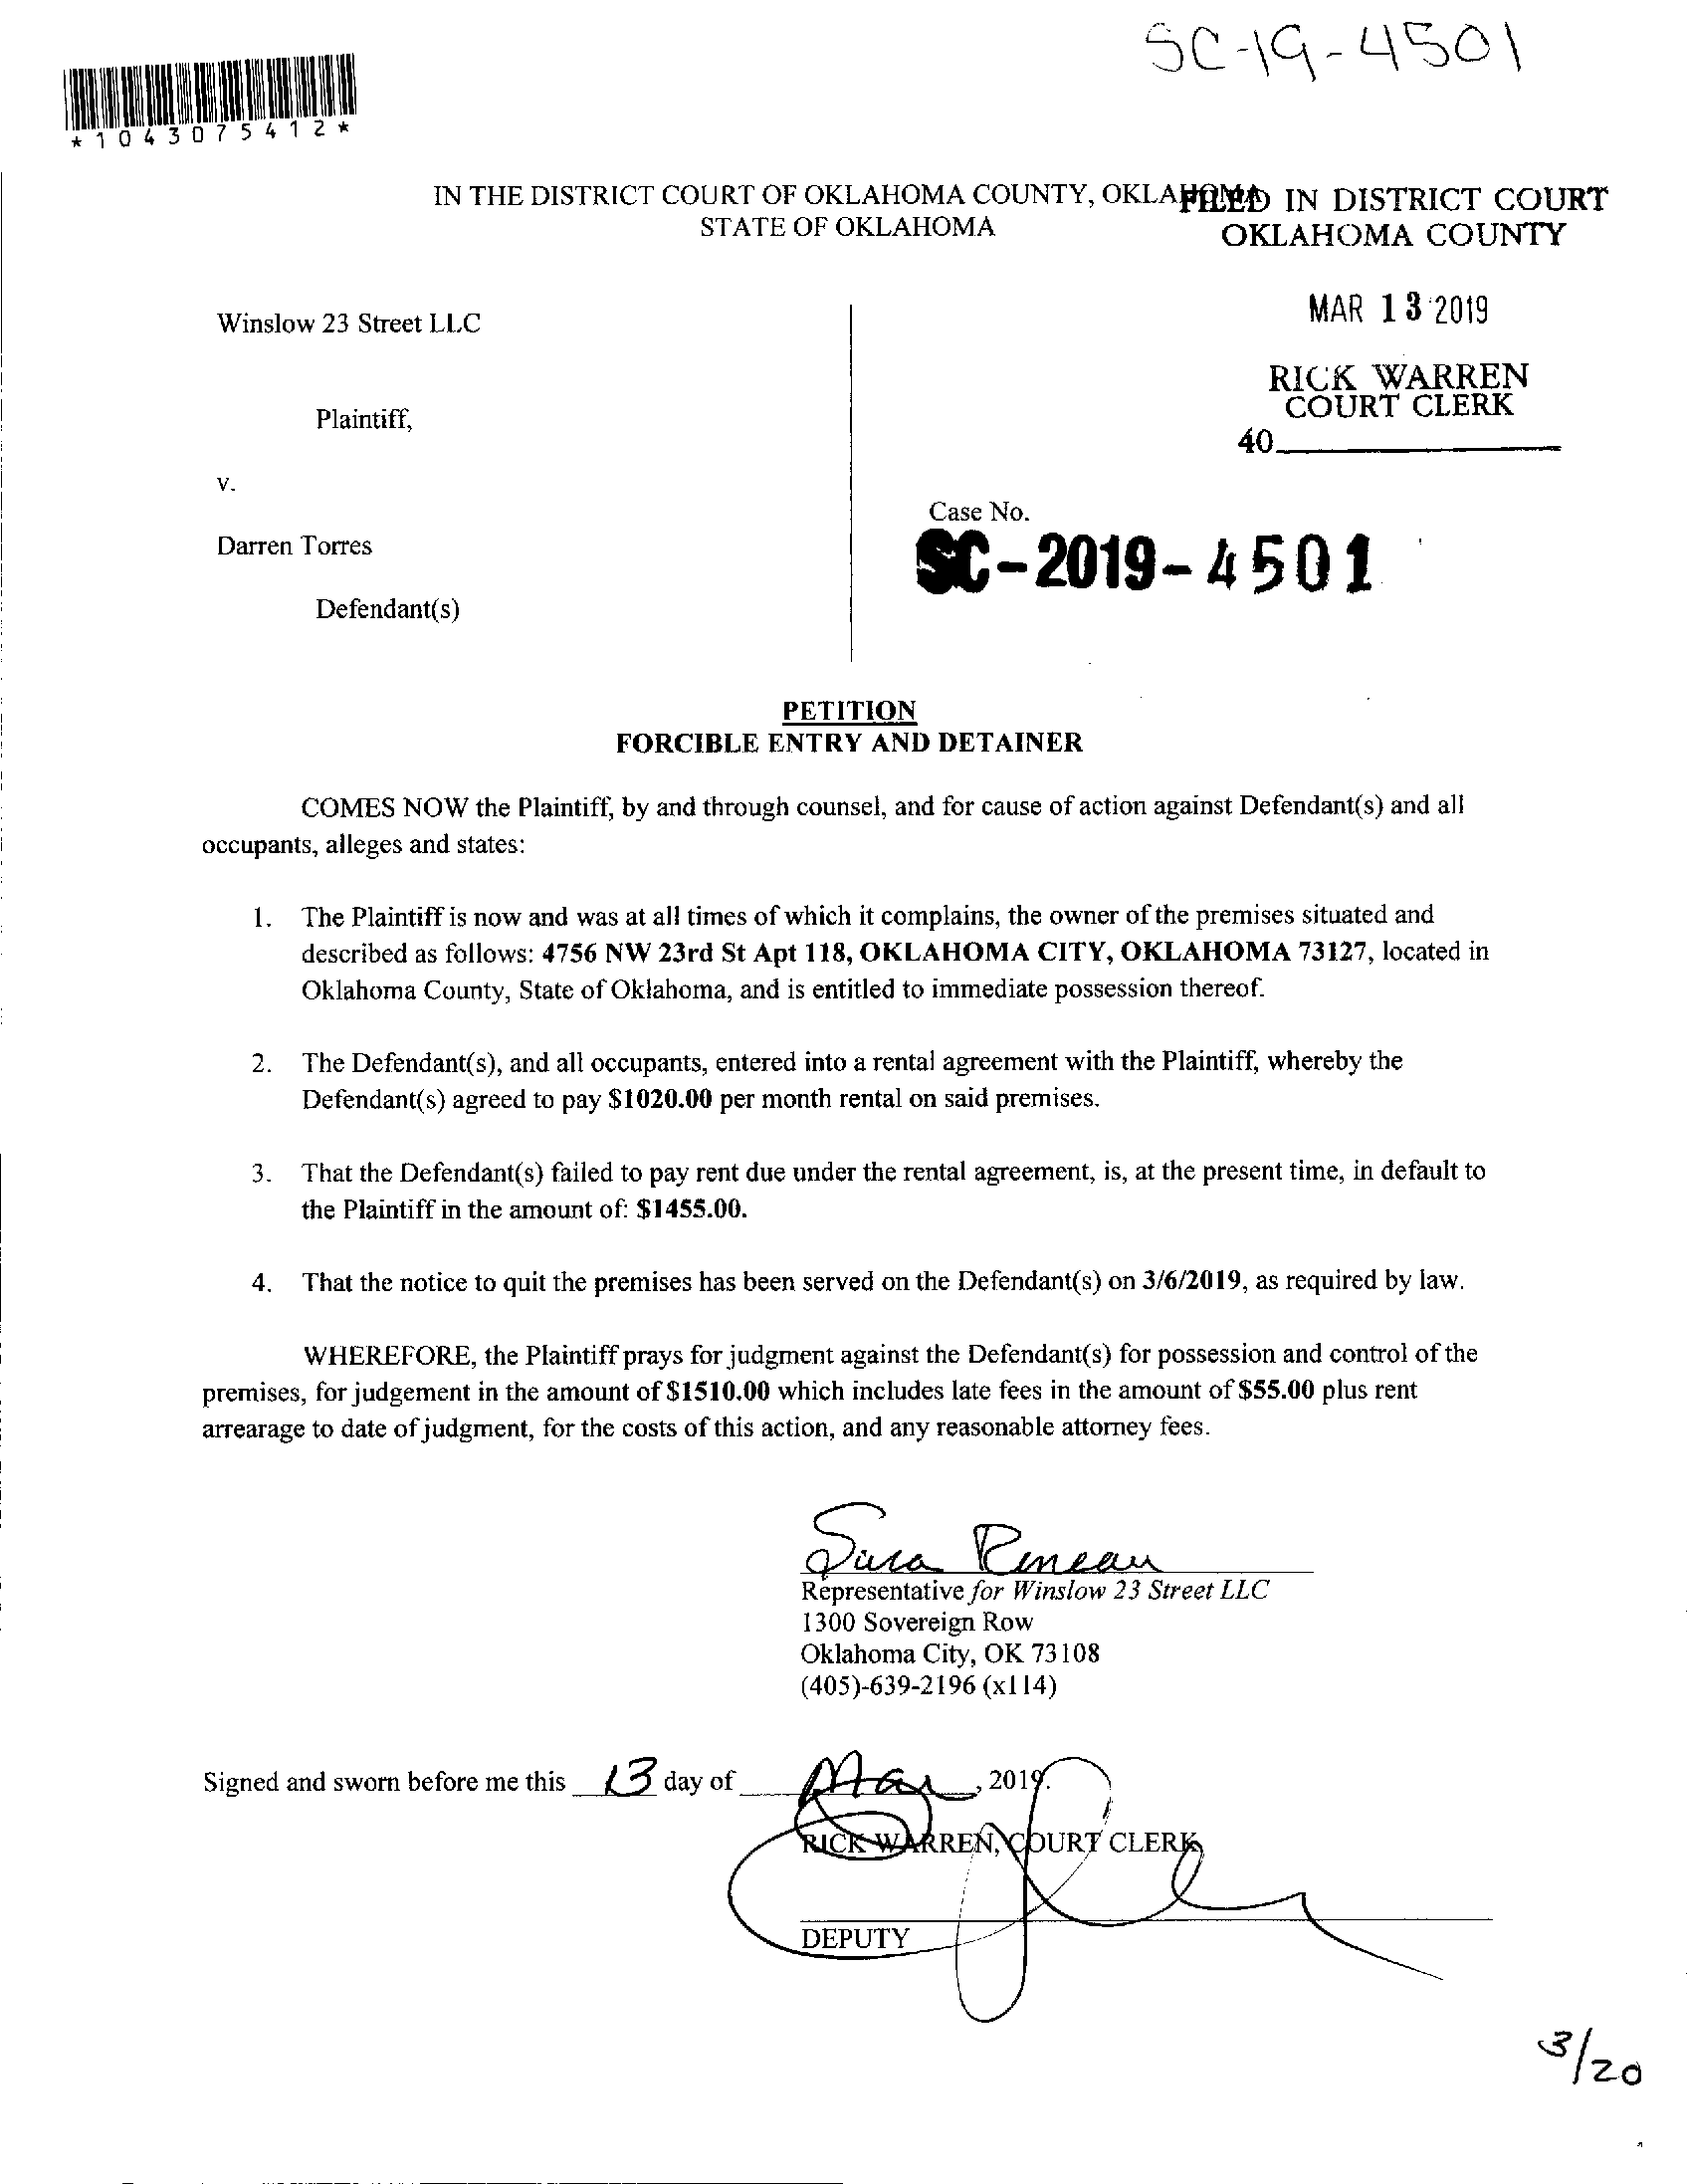 SC-19-4501
*1043075412*
IN THE DISTRICT COURT OF OKLAHOMA COUNTY, OKLAHOMA
STATE OF OKLAHOMA
FILED IN DISTRICT COURT
OKLAHOMA COUNTY
MAR 13 2019
RICK WARREN
COURT CLERK
40
Winslow 23 Street LLC
Plaintiff,
v.
Darren Torres
Defendant(s)
Case No.
SC-2019-4501
PETITION
FORCIBLE ENTRY AND DETAINER
COMES NOW the Plaintiff, by and through counsel, and for cause of action against Defendant(s) and all
occupants, alleges and states:
1. The Plaintiff is now and was at all times of which it complains, the owner of the premises situated and
described as follows: 4756 NW 23rd St Apt 118, OKLAHOMA CITY, OKLAHOMA 73127, located in
Oklahoma County, State of Oklahoma, and is entitled to immediate possession thereof.
2. The Defendant(s), and all occupants, entered into a rental agreement with the Plaintiff, whereby the
Defendant(s) agreed to pay $1020.00 per month rental on said premises.
3. That the Defendant(s) failed to pay rent due under the rental agreement, is, at the present time, in default to
the Plaintiff in the amount of: $1455.00.
4. That the notice to quit the premises has been served on the Defendant(s) on 3/6/2019, as required by law.
WHEREFORE, the Plaintiff prays for judgment against the Defendant(s) for possession and control of the
premises, for judgement in the amount of $1510.00 which includes late fees in the amount of $55.00 plus rent
arrearage to date of judgment, for the costs of this action, and any reasonable attorney fees.
Sara
Representative for Winslow 23 Street LLC
1300 Sovereign Row
Oklahoma City, OK 73108
(405)-639-2196 (x114)
Signed and sworn before me this 13 day of Mar, 2019.
RICK WARREN, COURT CLERK
DEPUTY
3/20